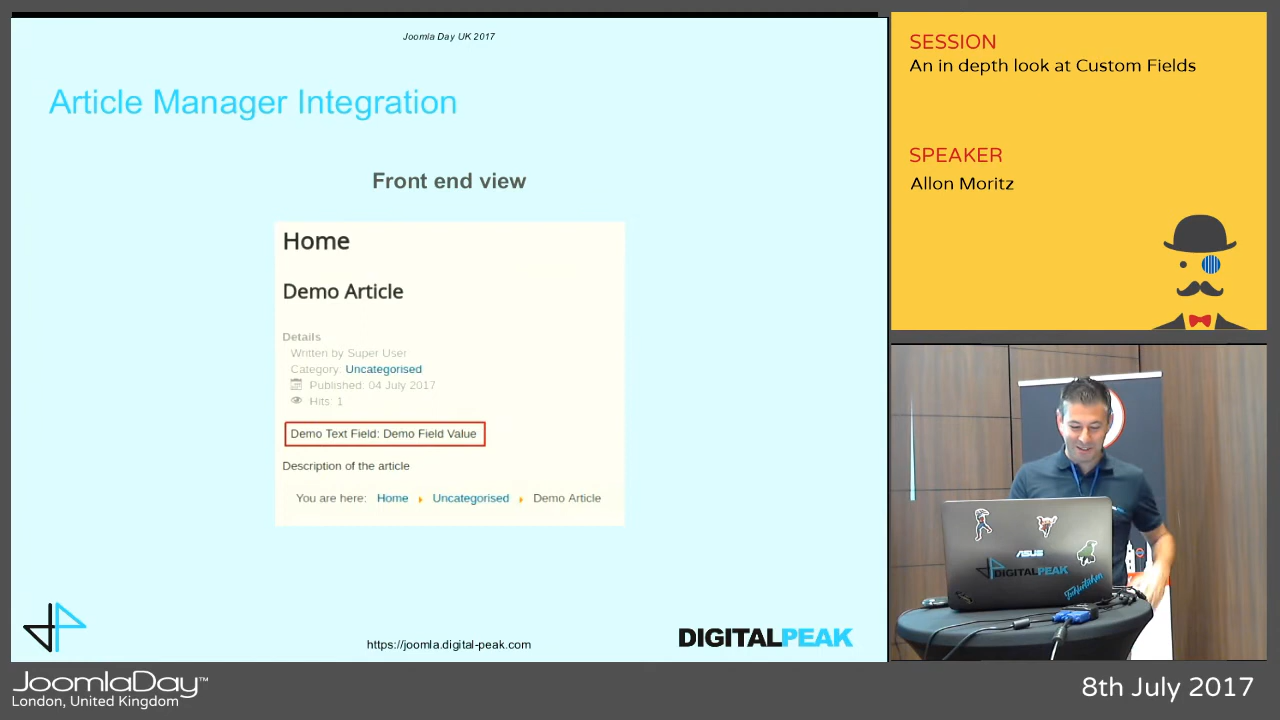 Joomla Day UK 2017
Article Manager Integration
Front end view
Home
Demo Article
Details
Written by Super User
Category: Uncategorised
Published: 04 July 2017
Hits: 1
Demo Text Field: Demo Field Value
Description of the article
You are here: Home Uncategorised Demo Article
https://joomla.digital-peak.com
DIGITALPEAK
SESSION
An in depth look at Custom Fields
SPEAKER
Allon Moritz
ASUS
DIGITALPEAK
JoomlaDay™
London, United Kingdom
8th July 2017